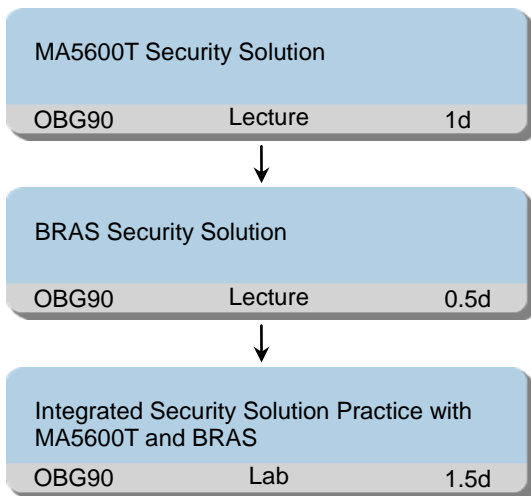 MA5600T Security Solution
OBG90 Lecture 1d
BRAS Security Solution
OBG90 Lecture 0.5d
Integrated Security Solution Practice with
MA5600T and BRAS
OBG90 Lab 1.5d